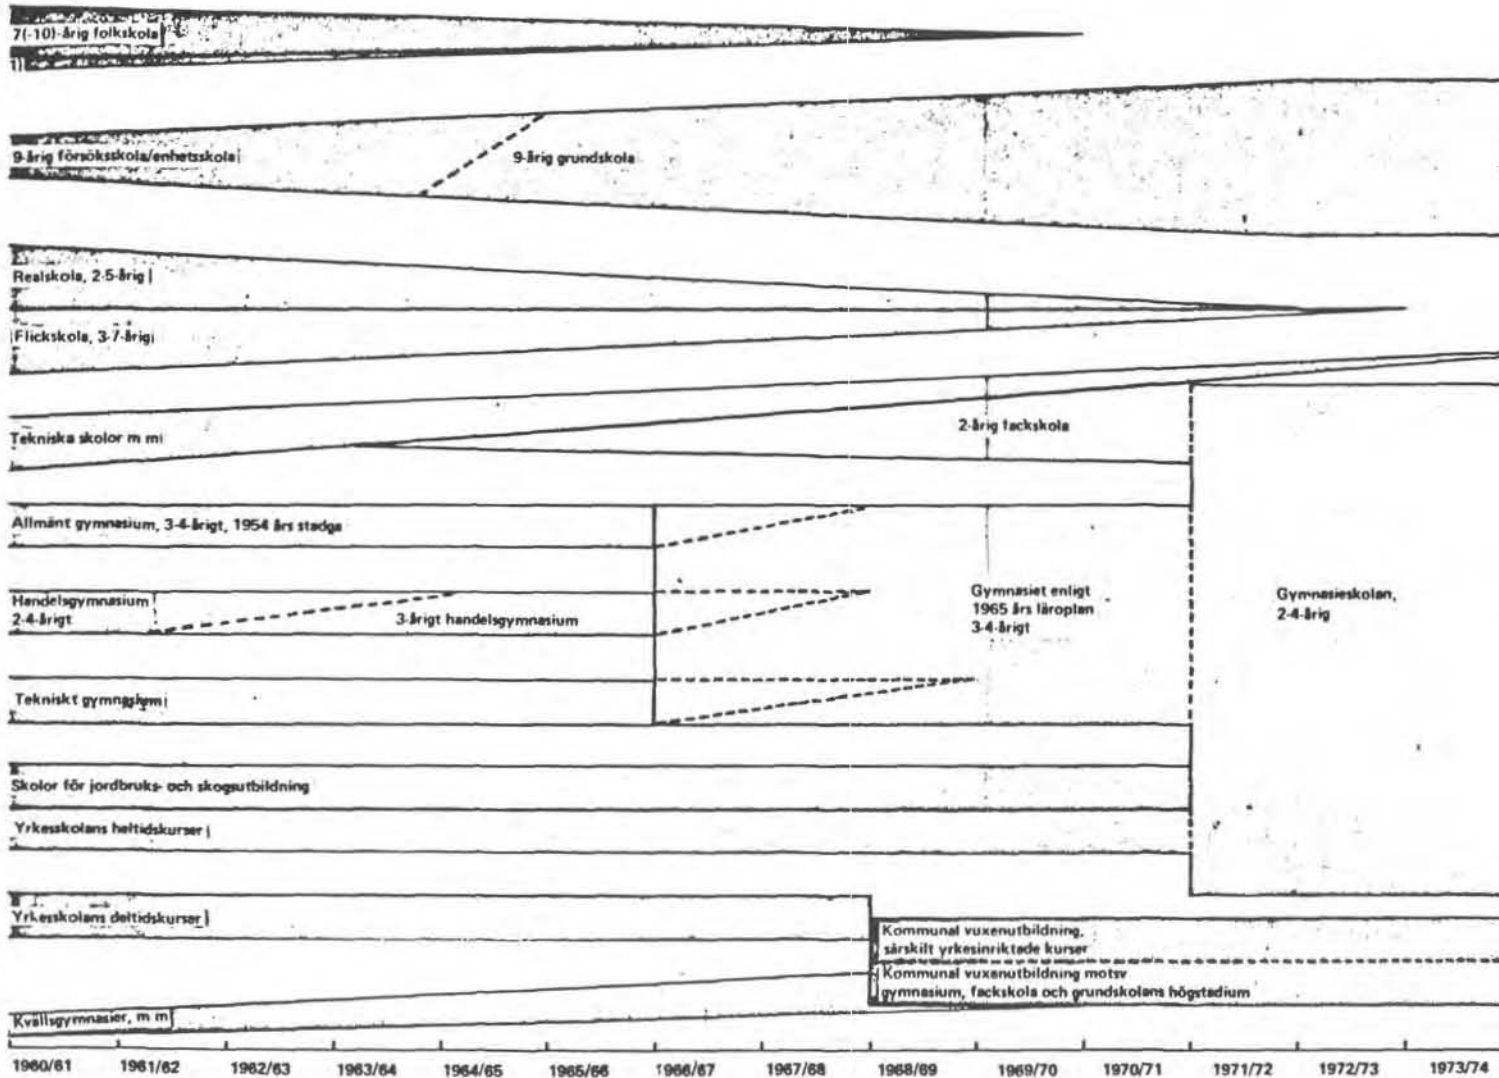 7(-10)-årig folkskola
9-årig försöksskola/enhetsskola
9-årig grundskola
Realskola, 2-5-årig
Flickskola, 3-7-årig
Tekniska skolor m m
2-årig fackskola
Allmänt gymnasium, 3-4-årigt, 1954 års stadga
Handelsgymnasium
2-4-årigt
3-årigt handelsgymnasium
Gymnasiet enligt
1965 års läroplan
3-4-årigt
Gymnasieskolan,
2-4-årig
Tekniskt gymnasium
Skolor för jordbruks- och skogsutbildning
Yrkesskolans heltidskurser
Yrkesskolans deltidskurser
Kommunal vuxenutbildning,
särskilt yrkesinriktade kurser
Kommunal vuxenutbildning motsv
gymnasium, fackskola och grundskolans högstadium
Kvällsgymnasier, m m
1960/61 1961/62 1962/63 1963/64 1964/65 1965/66 1966/67 1967/68 1968/69 1969/70 1970/71 1971/72 1972/73 1973/74